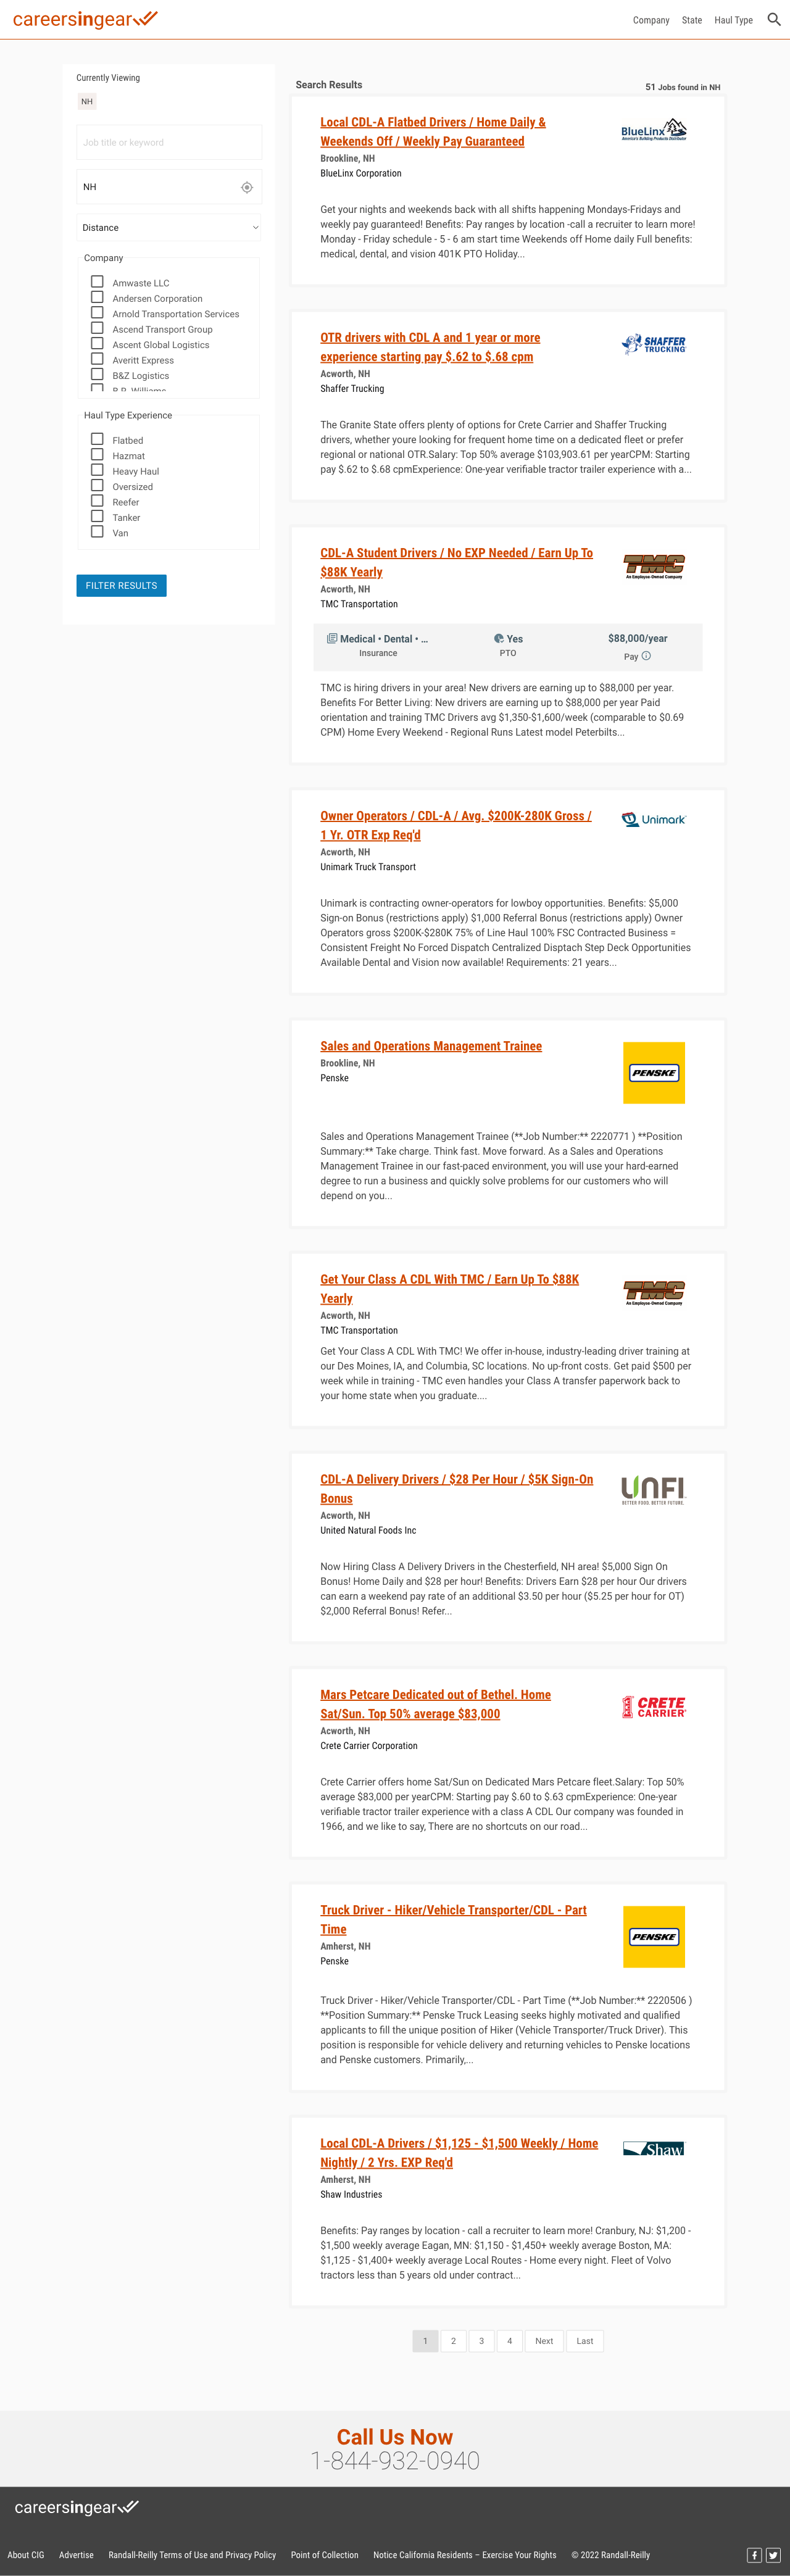 careersingear
Company State Haul Type
Currently Viewing
NH
Job title or keyword
NH
Distance
Company
Amwaste LLC
Andersen Corporation
Arnold Transportation Services
Ascend Transport Group
Ascent Global Logistics
Averitt Express
B&Z Logistics
B.R. Williams
Haul Type Experience
Flatbed
Hazmat
Heavy Haul
Oversized
Reefer
Tanker
Van
FILTER RESULTS
Search Results
51 Jobs found in NH
Local CDL-A Flatbed Drivers / Home Daily &
Weekends Off / Weekly Pay Guaranteed
Brookline, NH
BlueLinx Corporation
BlueLinx
America's Building Products Distributor
Get your nights and weekends back with all shifts happening Mondays-Fridays and
weekly pay guaranteed! Benefits: Pay ranges by location -call a recruiter to learn more!
Monday - Friday schedule - 5 - 6 am start time Weekends off Home daily Full benefits:
medical, dental, and vision 401K PTO Holiday...
OTR drivers with CDL A and 1 year or more
experience starting pay $.62 to $.68 cpm
Acworth, NH
Shaffer Trucking
SHAFFER
TRUCKING
The Granite State offers plenty of options for Crete Carrier and Shaffer Trucking
drivers, whether youre looking for frequent home time on a dedicated fleet or prefer
regional or national OTR.Salary: Top 50% average $103,903.61 per yearCPM: Starting
pay $.62 to $.68 cpmExperience: One-year verifiable tractor trailer experience with a...
CDL-A Student Drivers / No EXP Needed / Earn Up To
$88K Yearly
Acworth, NH
TMC Transportation
TMC
An Employee-Owned Company
Medical • Dental • ...
Insurance
Yes
PTO
$88,000/year
Pay
TMC is hiring drivers in your area! New drivers are earning up to $88,000 per year.
Benefits For Better Living: New drivers are earning up to $88,000 per year Paid
orientation and training TMC Drivers avg $1,350-$1,600/week (comparable to $0.69
CPM) Home Every Weekend - Regional Runs Latest model Peterbilts...
Owner Operators / CDL-A / Avg. $200K-280K Gross /
1 Yr. OTR Exp Req'd
Acworth, NH
Unimark Truck Transport
Unimark
Unimark is contracting owner-operators for lowboy opportunities. Benefits: $5,000
Sign-on Bonus (restrictions apply) $1,000 Referral Bonus (restrictions apply) Owner
Operators gross $200K-$280K 75% of Line Haul 100% FSC Contracted Business =
Consistent Freight No Forced Dispatch Centralized Disptach Step Deck Opportunities
Available Dental and Vision now available! Requirements: 21 years...
Sales and Operations Management Trainee
Brookline, NH
Penske
PENSKE
Sales and Operations Management Trainee (**Job Number:** 2220771 ) **Position
Summary:** Take charge. Think fast. Move forward. As a Sales and Operations
Management Trainee in our fast-paced environment, you will use your hard-earned
degree to run a business and quickly solve problems for our customers who will
depend on you...
Get Your Class A CDL With TMC / Earn Up To $88K
Yearly
Acworth, NH
TMC Transportation
TMC
An Employee-Owned Company
Get Your Class A CDL With TMC! We offer in-house, industry-leading driver training at
our Des Moines, IA, and Columbia, SC locations. No up-front costs. Get paid $500 per
week while in training - TMC even handles your Class A transfer paperwork back to
your home state when you graduate....
CDL-A Delivery Drivers / $28 Per Hour / $5K Sign-On
Bonus
Acworth, NH
United Natural Foods Inc
UNFI
BETTER FOOD. BETTER FUTURE.
Now Hiring Class A Delivery Drivers in the Chesterfield, NH area! $5,000 Sign On
Bonus! Home Daily and $28 per hour! Benefits: Drivers Earn $28 per hour Our drivers
can earn a weekend pay rate of an additional $3.50 per hour ($5.25 per hour for OT)
$2,000 Referral Bonus! Refer...
Mars Petcare Dedicated out of Bethel. Home
Sat/Sun. Top 50% average $83,000
Acworth, NH
Crete Carrier Corporation
CRETE
CARRIER
Crete Carrier offers home Sat/Sun on Dedicated Mars Petcare fleet.Salary: Top 50%
average $83,000 per yearCPM: Starting pay $.60 to $.63 cpmExperience: One-year
verifiable tractor trailer experience with a class A CDL Our company was founded in
1966, and we like to say, There are no shortcuts on our road...
Truck Driver - Hiker/Vehicle Transporter/CDL - Part
Time
Amherst, NH
Penske
PENSKE
Truck Driver - Hiker/Vehicle Transporter/CDL - Part Time (**Job Number:** 2220506 )
**Position Summary:** Penske Truck Leasing seeks highly motivated and qualified
applicants to fill the unique position of Hiker (Vehicle Transporter/Truck Driver). This
position is responsible for vehicle delivery and returning vehicles to Penske locations
and Penske customers. Primarily,...
Local CDL-A Drivers / $1,125 - $1,500 Weekly / Home
Nightly / 2 Yrs. EXP Req'd
Amherst, NH
Shaw Industries
Shaw
Benefits: Pay ranges by location - call a recruiter to learn more! Cranbury, NJ: $1,200 -
$1,500 weekly average Eagan, MN: $1,150 - $1,450+ weekly average Boston, MA:
$1,125 - $1,400+ weekly average Local Routes - Home every night. Fleet of Volvo
tractors less than 5 years old under contract...
1 2 3 4 Next Last
Call Us Now
1-844-932-0940
careersingear
About CIG Advertise Randall-Reilly Terms of Use and Privacy Policy Point of Collection Notice California Residents – Exercise Your Rights © 2022 Randall-Reilly